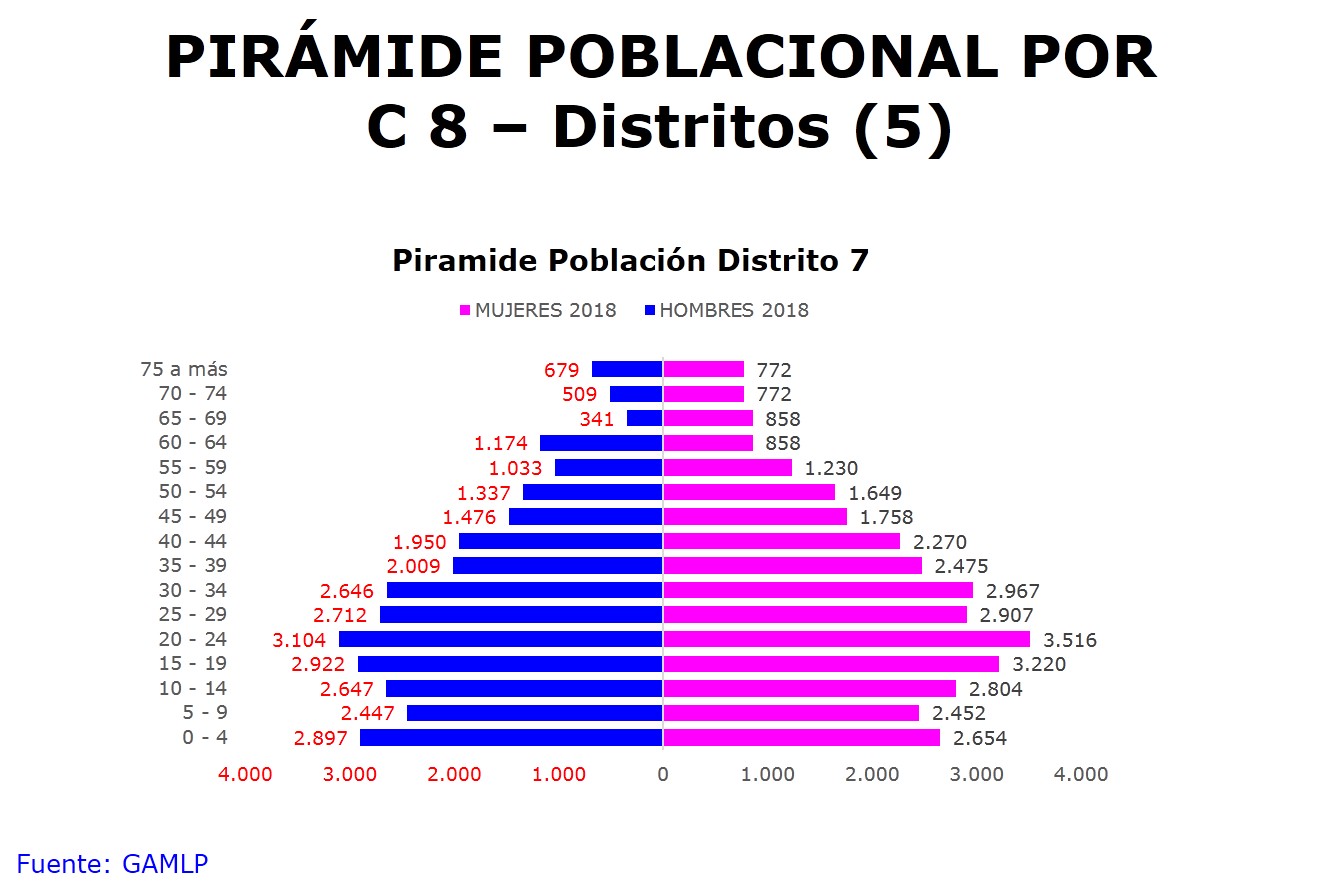 PIRÁMIDE POBLACIONAL POR
C 8 – Distritos (5)
Piramide Población Distrito 7
MUJERES 2018 HOMBRES 2018
75 a más 679 772
70 - 74 509 772
65 - 69 341 858
60 - 64 1.174 858
55 - 59 1.033 1.230
50 - 54 1.337 1.649
45 - 49 1.476 1.758
40 - 44 1.950 2.270
35 - 39 2.009 2.475
30 - 34 2.646 2.967
25 - 29 2.712 2.907
20 - 24 3.104 3.516
15 - 19 2.922 3.220
10 - 14 2.647 2.804
5 - 9 2.447 2.452
0 - 4 2.897 2.654
4.000 3.000 2.000 1.000 0 1.000 2.000 3.000 4.000
Fuente: GAMLP